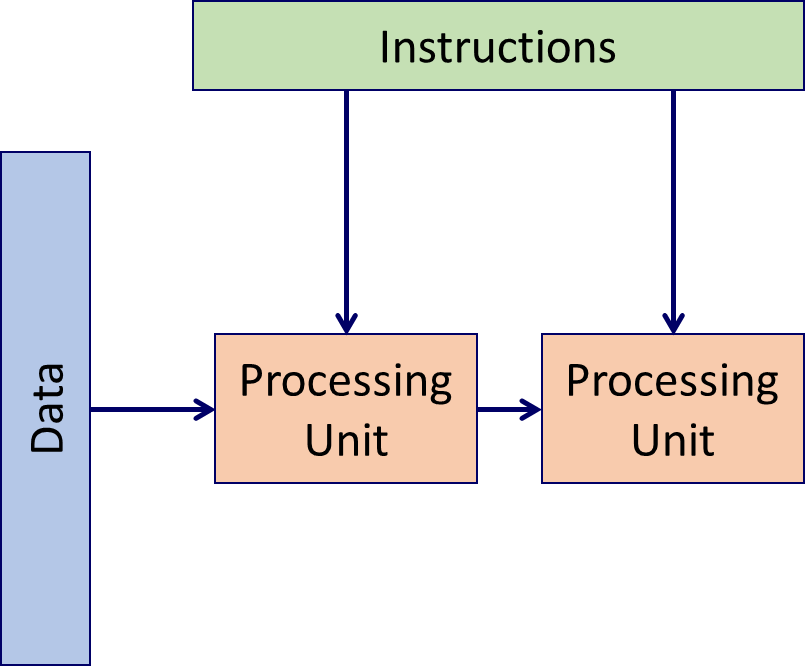 Instructions
Data
Processing
Unit
Processing
Unit